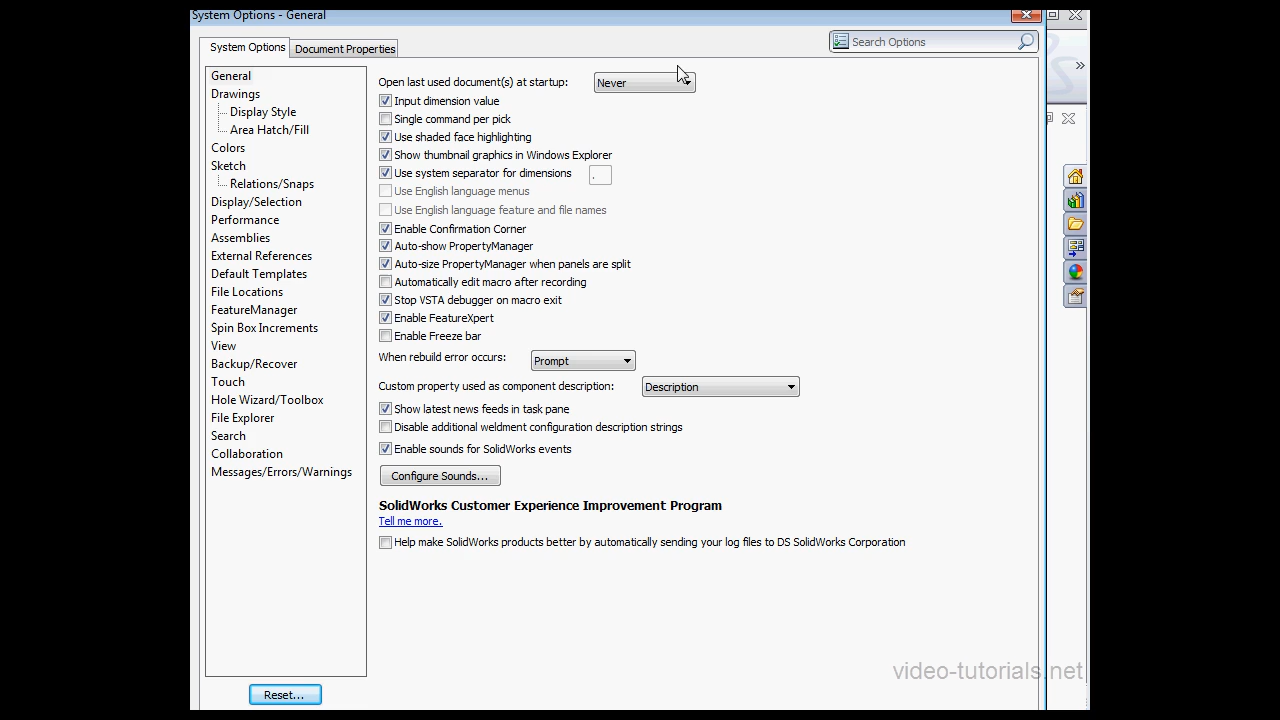 System Options - General
System Options
Document Properties
Search Options
General
Drawings
Display Style
Area Hatch/Fill
Colors
Sketch
Relations/Snaps
Display/Selection
Performance
Assemblies
External References
Default Templates
File Locations
FeatureManager
Spin Box Increments
View
Backup/Recover
Touch
Hole Wizard/Toolbox
File Explorer
Search
Collaboration
Messages/Errors/Warnings
Reset...
Open last used document(s) at startup: Never
Input dimension value
Single command per pick
Use shaded face highlighting
Show thumbnail graphics in Windows Explorer
Use system separator for dimensions .
Use English language menus
Use English language feature and file names
Enable Confirmation Corner
Auto-show PropertyManager
Auto-size PropertyManager when panels are split
Automatically edit macro after recording
Stop VSTA debugger on macro exit
Enable FeatureXpert
Enable Freeze bar
When rebuild error occurs: Prompt
Custom property used as component description: Description
Show latest news feeds in task pane
Disable additional weldment configuration description strings
Enable sounds for SolidWorks events
Configure Sounds...
SolidWorks Customer Experience Improvement Program
Tell me more.
Help make SolidWorks products better by automatically sending your log files to DS SolidWorks Corporation
video-tutorials.net